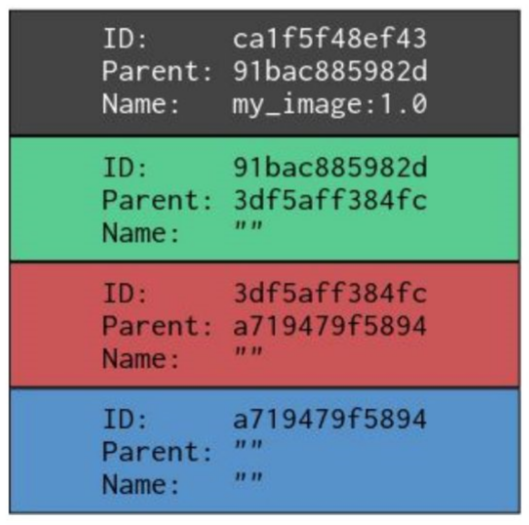 ID: ca1f5f48ef43
Parent: 91bac885982d
Name: my_image:1.0
ID: 91bac885982d
Parent: 3df5aff384fc
Name: ""
ID: 3df5aff384fc
Parent: a719479f5894
Name: ""
ID: a719479f5894
Parent: ""
Name: ""